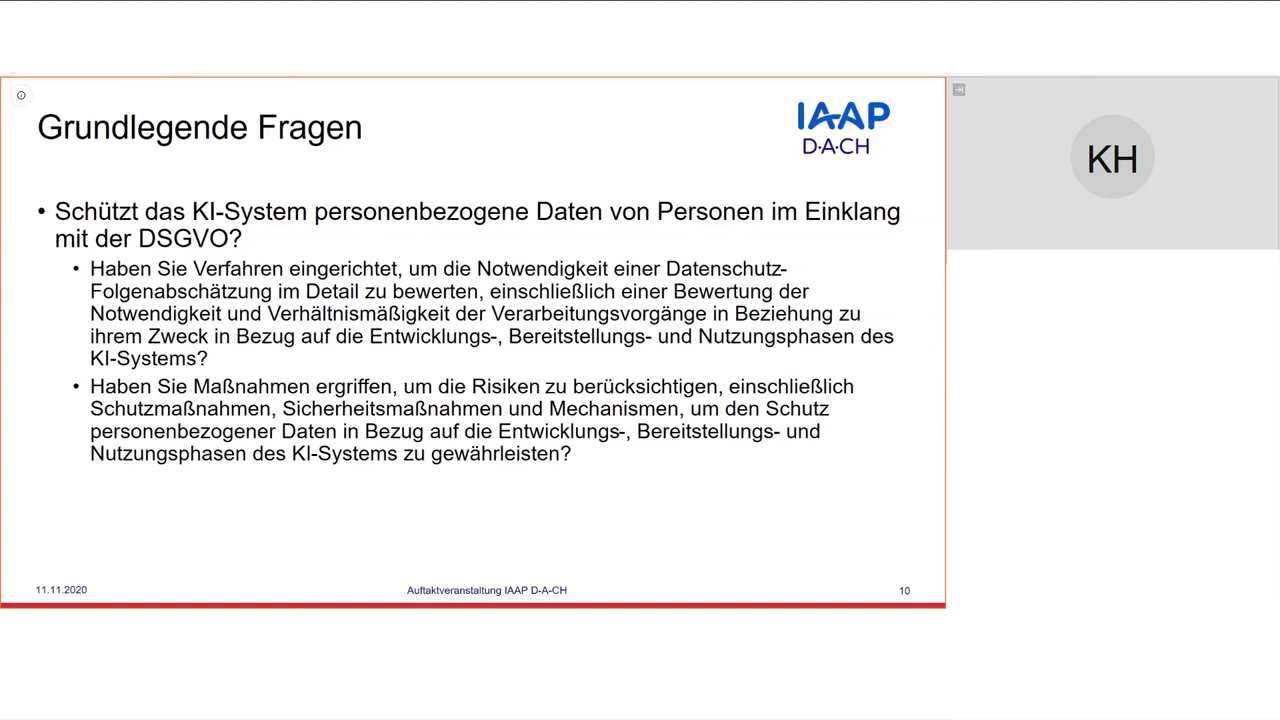 Grundlegende Fragen
IAAP
D·A·CH
KH
• Schützt das KI-System personenbezogene Daten von Personen im Einklang
mit der DSGVO?
• Haben Sie Verfahren eingerichtet, um die Notwendigkeit einer Datenschutz-
Folgenabschätzung im Detail zu bewerten, einschließlich einer Bewertung der
Notwendigkeit und Verhältnismäßigkeit der Verarbeitungsvorgänge in Beziehung zu
ihrem Zweck in Bezug auf die Entwicklungs-, Bereitstellungs- und Nutzungsphasen des
KI-Systems?
• Haben Sie Maßnahmen ergriffen, um die Risiken zu berücksichtigen, einschließlich
Schutzmaßnahmen, Sicherheitsmaßnahmen und Mechanismen, um den Schutz
personenbezogener Daten in Bezug auf die Entwicklungs-, Bereitstellungs- und
Nutzungsphasen des KI-Systems zu gewährleisten?
11.11.2020
Auftaktveranstaltung IAAP D-A-CH
10